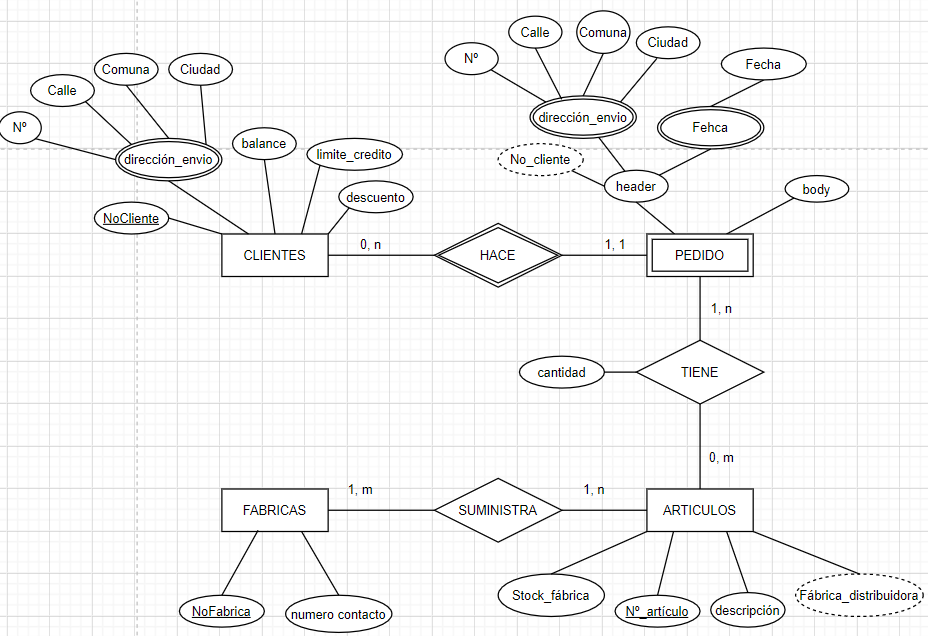 Nº
Calle
Comuna
Ciudad
dirección_envio
NoCliente
balance
limite_credito
descuento
CLIENTES
0, n
HACE
1, 1
Nº
Calle
Comuna
Ciudad
dirección_envio
Fecha
Fehca
No_cliente
header
body
PEDIDO
1, n
cantidad
TIENE
0, m
FABRICAS
1, m
SUMINISTRA
1, n
ARTICULOS
NoFabrica
numero contacto
Stock_fábrica
Nº_artículo
descripción
Fábrica_distribuidora